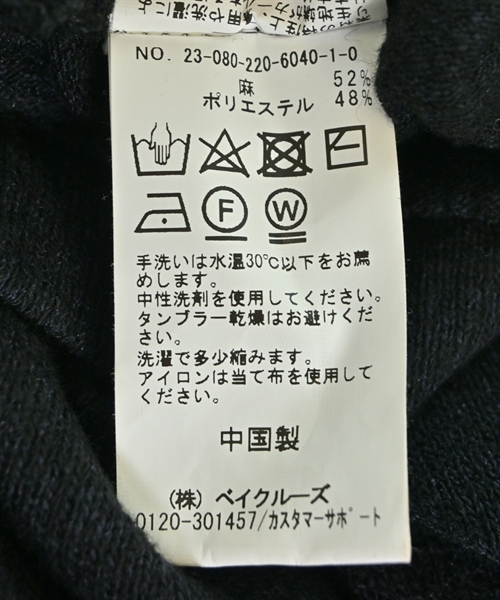 NO. 23-080-220-6040-1-0
麻 52%
ポリエステル 48%
F
W
手洗いは水温30℃以下をお薦
めします。
中性洗剤を使用してください。
タンブラー乾燥はお避けくだ
さい。
洗濯で多少縮みます。
アイロンは当て布を使用して
ください。
中国製
(株) ベイクルーズ
0120-301457/カスタマーサポート